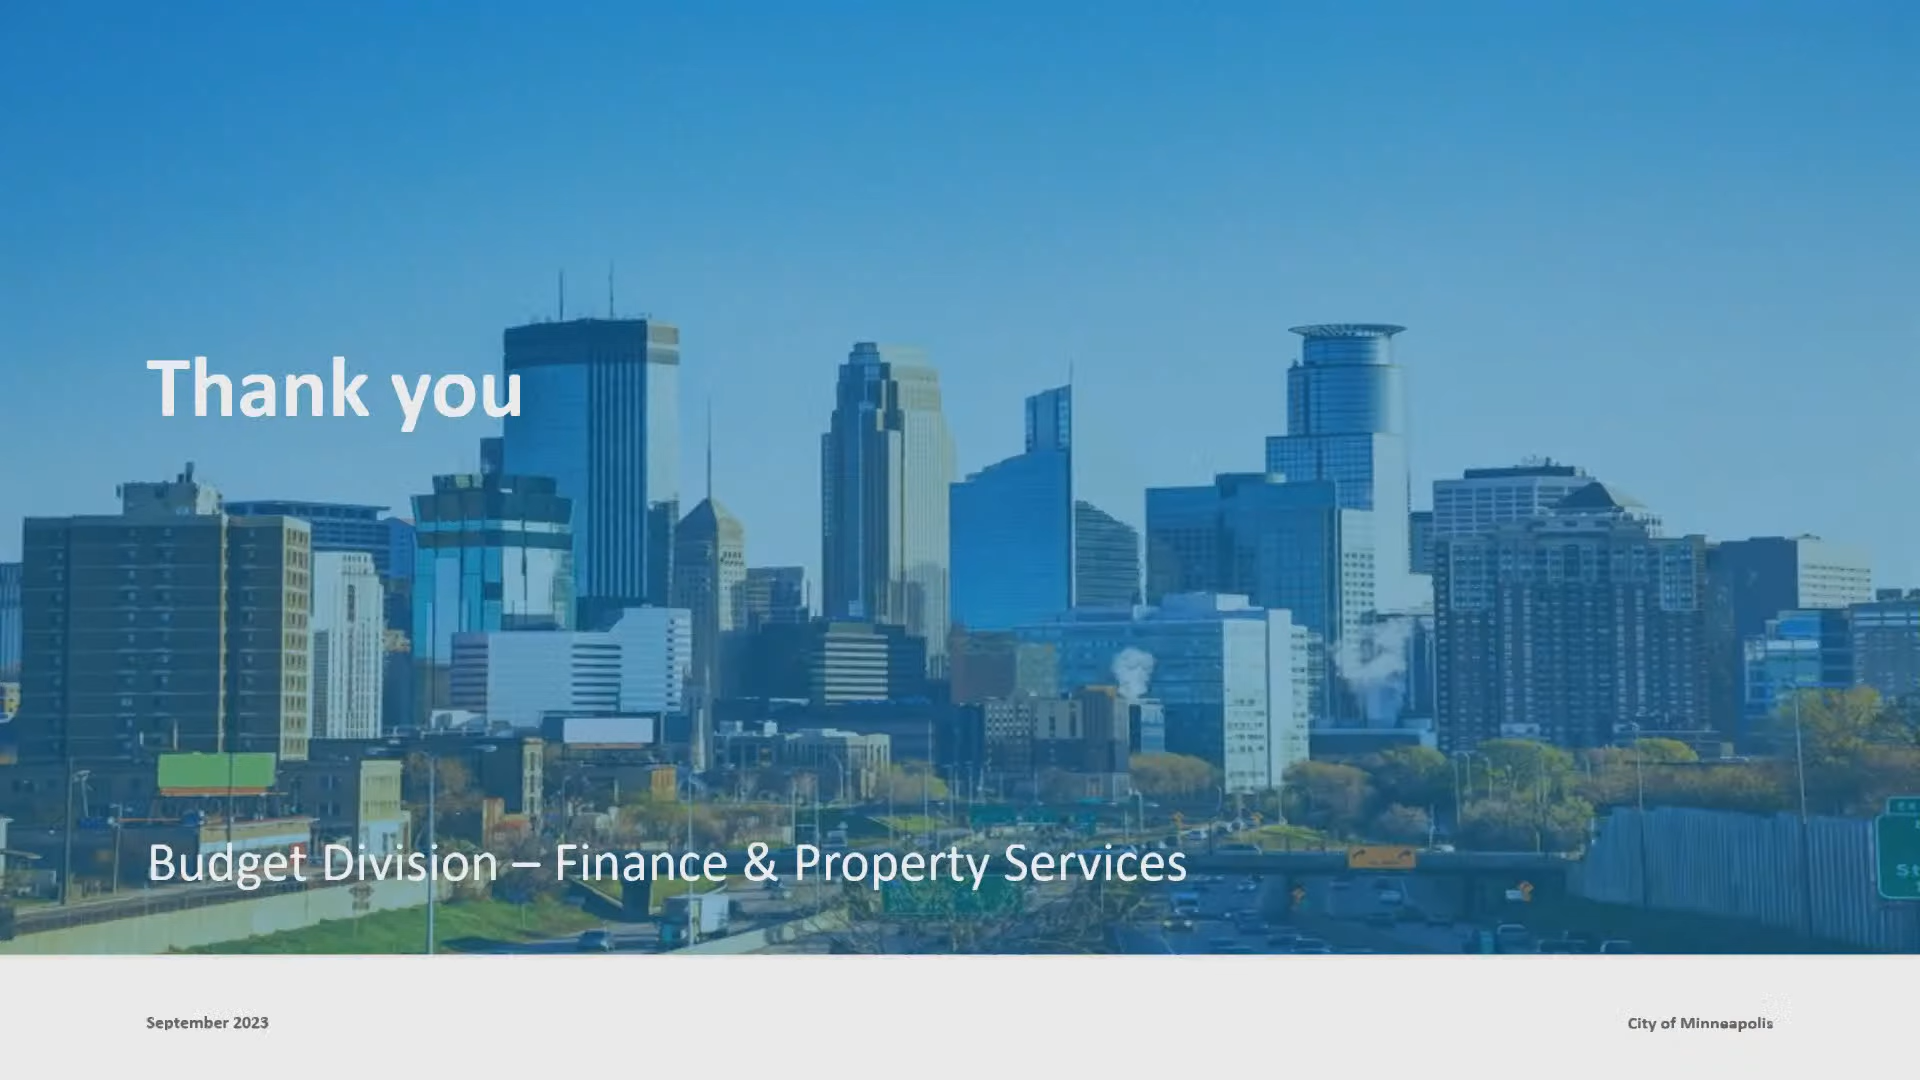 Thank you
Budget Division – Finance & Property Services
September 2023
City of Minneapolis